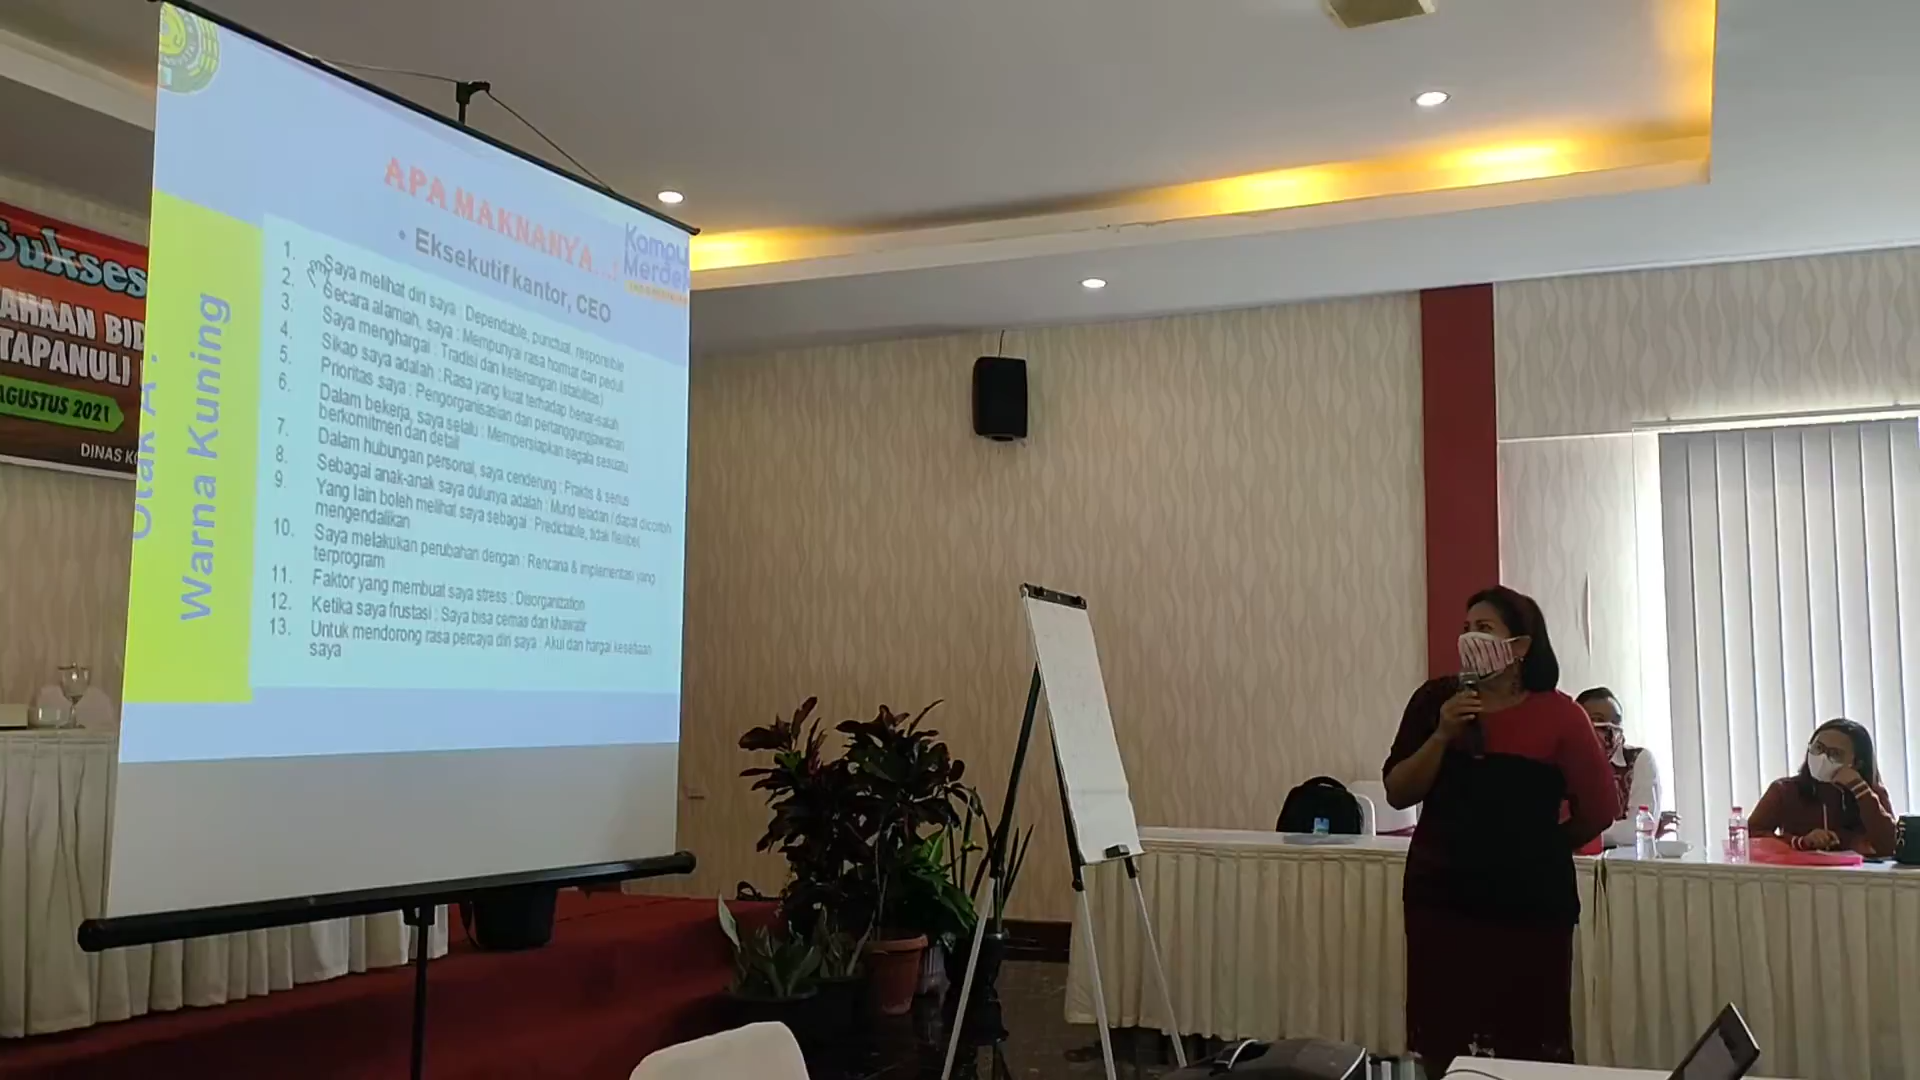 Sukses
AHAAN BID
TAPANULI
AGUSTUS 2021
DINAS K
Otak A :
Warna Kuning
APA MAKNANYA...
Kampu
Merdek
INDONESIA
• Eksekutif kantor, CEO
1. Saya melihat diri saya : Dependable, punctual, responsible
2. Secara alamiah, saya : Mempunyai rasa hormat dan peduli
3. Saya menghargai : Tradisi dan ketenangan (stabilitas)
4. Sikap saya adalah : Rasa yang kuat terhadap benar-salah
5. Prioritas saya : Pengorganisasian dan pertanggungjawaban
6. Dalam bekerja, saya selalu : Mempersiapkan segala sesuatu
berkomitmen dan detail
7. Dalam hubungan personal, saya cenderung : Praktis & serius
8. Sebagai anak-anak saya dulunya adalah : Murid teladan / dapat dicontoh
9. Yang lain boleh melihat saya sebagai : Predictable, tidak flexibel,
mengendalikan
10. Saya melakukan perubahan dengan : Rencana & implementasi yang
terprogram
11. Faktor yang membuat saya stress : Disorganization
12. Ketika saya frustasi : Saya bisa cemas dan khawatir
13. Untuk mendorong rasa percaya diri saya : Akui dan hargai kesetiaan
saya